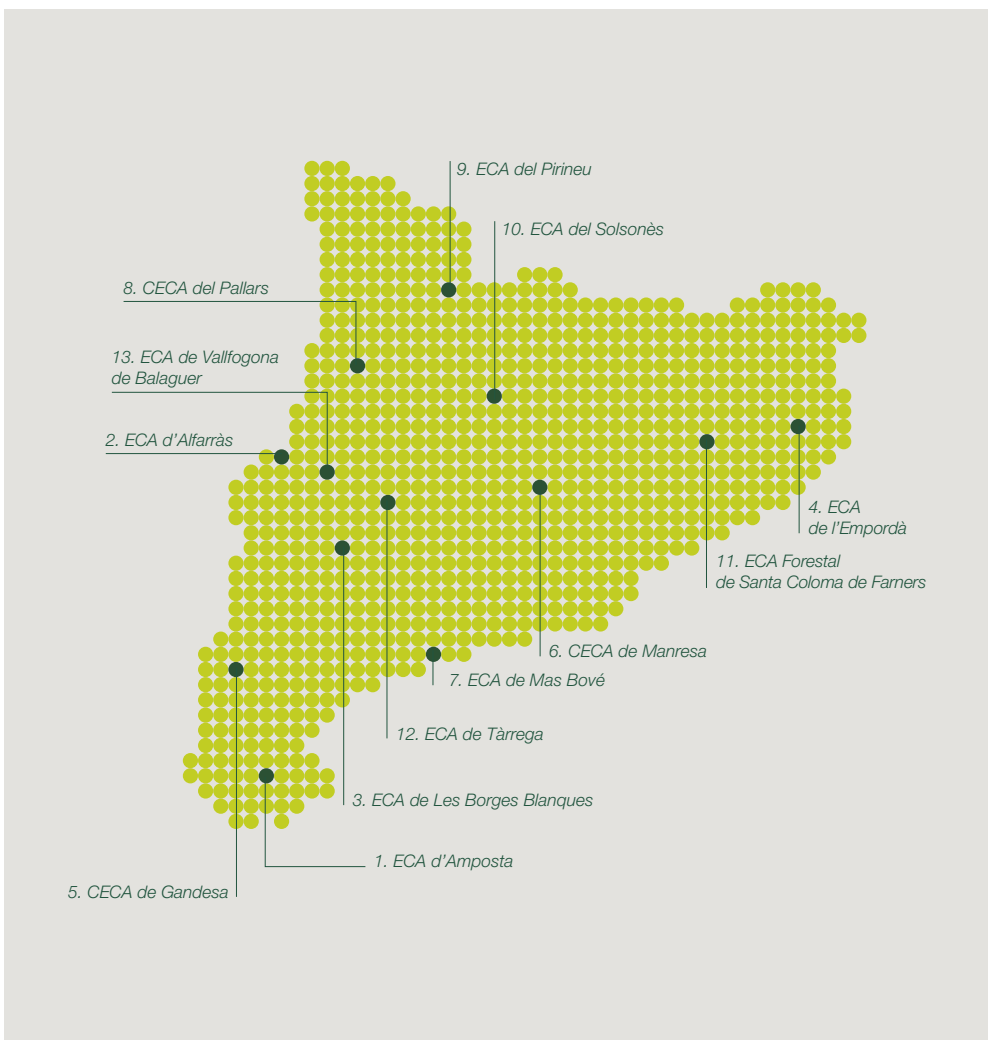 9. ECA del Pirineu
10. ECA del Solsonès
8. CECA del Pallars
13. ECA de Vallfogona
de Balaguer
2. ECA d’Alfarràs
4. ECA
de l’Empordà
11. ECA Forestal
de Santa Coloma de Farners
6. CECA de Manresa
7. ECA de Mas Bové
12. ECA de Tàrrega
3. ECA de Les Borges Blanques
1. ECA d’Amposta
5. CECA de Gandesa